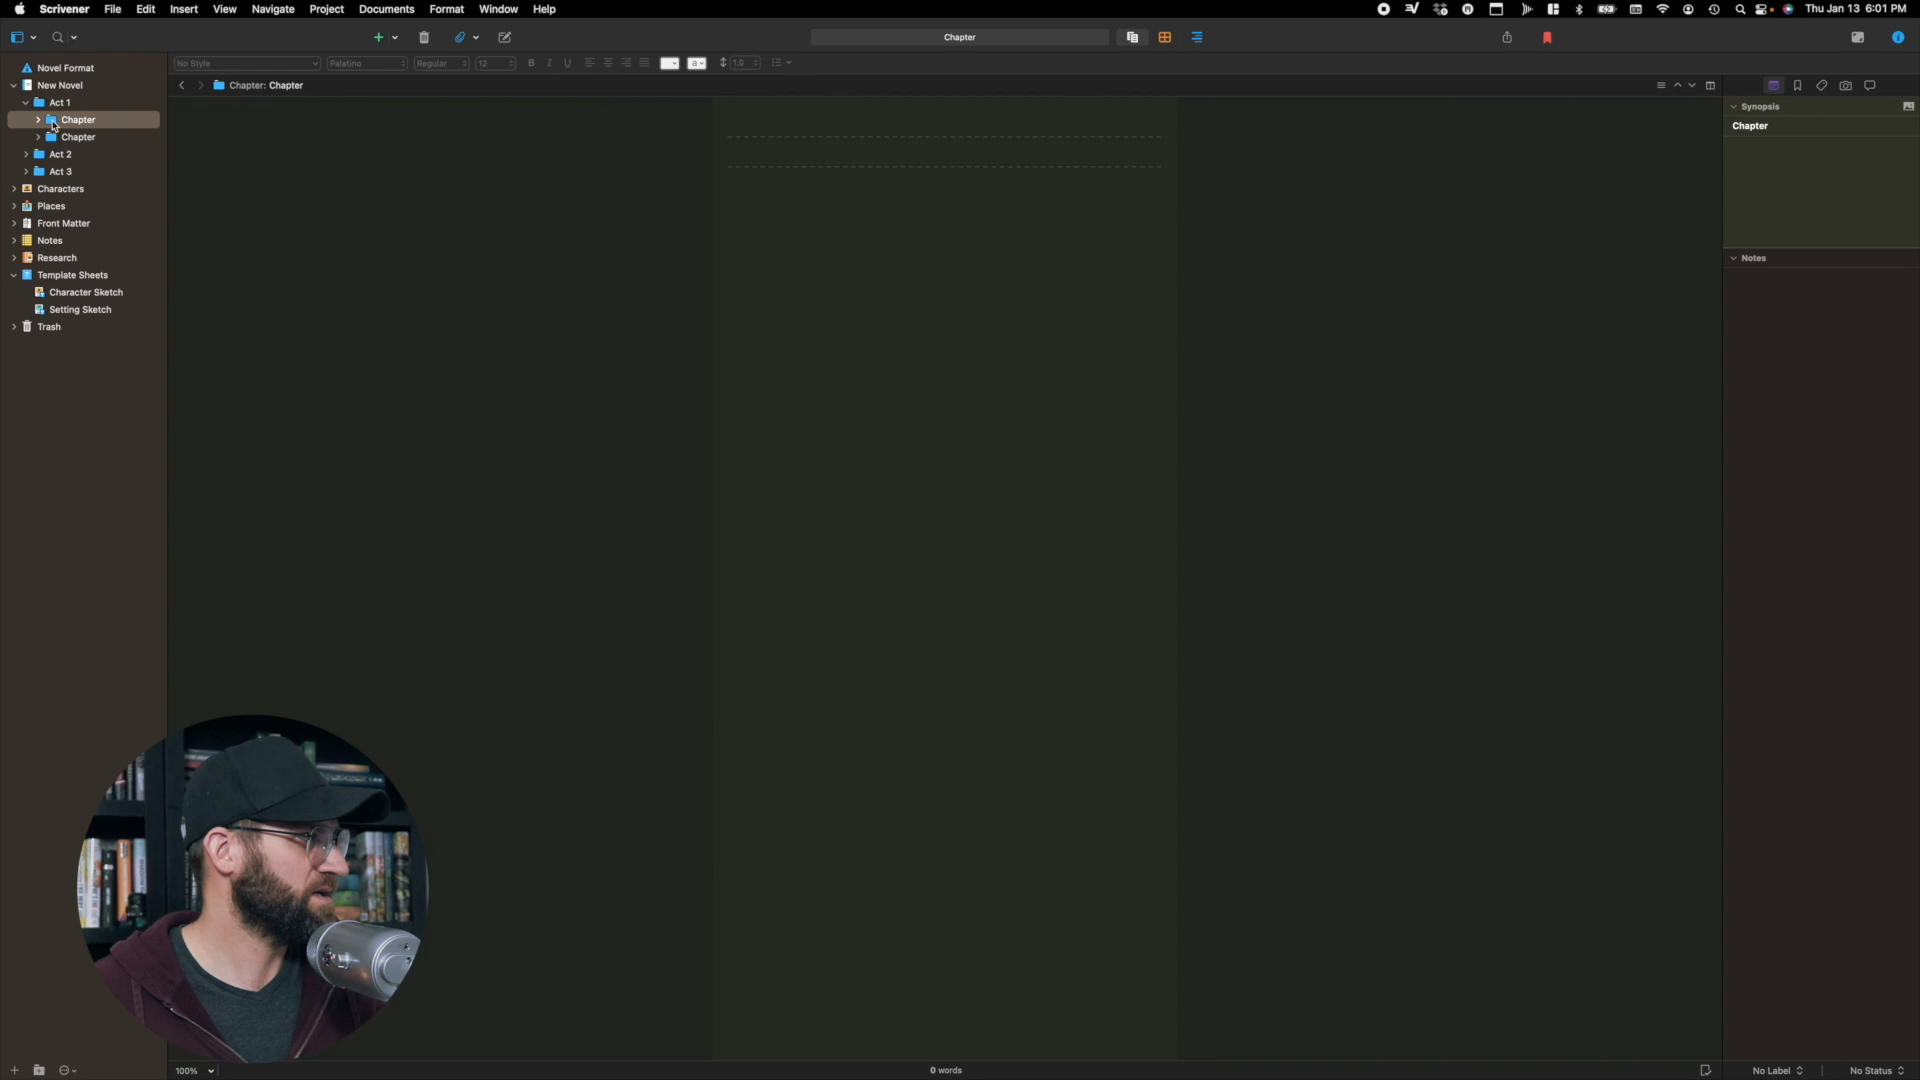 Scrivener File Edit Insert View Navigate Project Documents Format Window Help Thu Jan 13 6:01 PM
Chapter
No Style Palatino Regular 12 B I U a 1.0
Chapter: Chapter
Novel Format
New Novel
Act 1
Chapter
Chapter
Act 2
Act 3
Characters
Places
Front Matter
Notes
Research
Template Sheets
Character Sketch
Setting Sketch
Trash
Synopsis
Chapter
Notes
100% 0 words No Label No Status